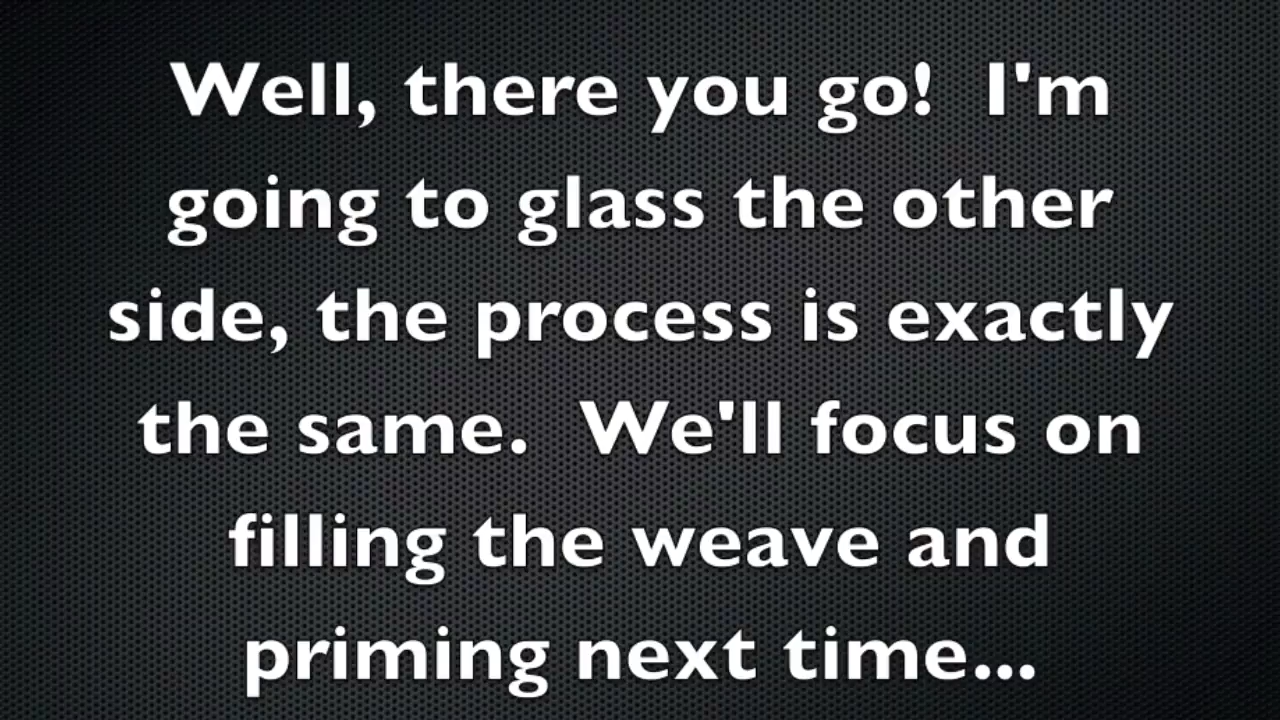 Well, there you go!  I'm
going to glass the other
side, the process is exactly
the same.  We'll focus on
filling the weave and
priming next time...